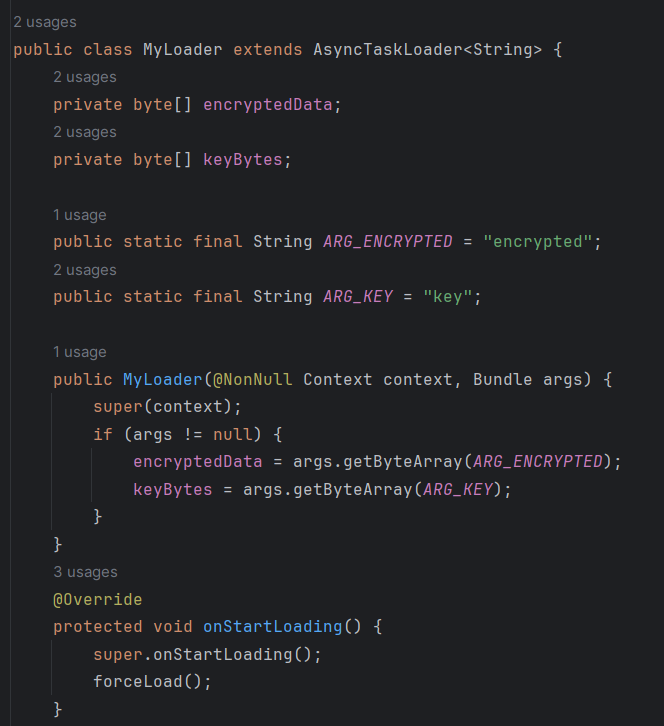 2 usages
public class MyLoader extends AsyncTaskLoader<String> {
2 usages
private byte[] encryptedData;
2 usages
private byte[] keyBytes;
1 usage
public static final String ARG_ENCRYPTED = "encrypted";
2 usages
public static final String ARG_KEY = "key";
1 usage
public MyLoader(@NonNull Context context, Bundle args) {
super(context);
if (args != null) {
encryptedData = args.getByteArray(ARG_ENCRYPTED);
keyBytes = args.getByteArray(ARG_KEY);
}
}
3 usages
@Override
protected void onStartLoading() {
super.onStartLoading();
forceLoad();
}